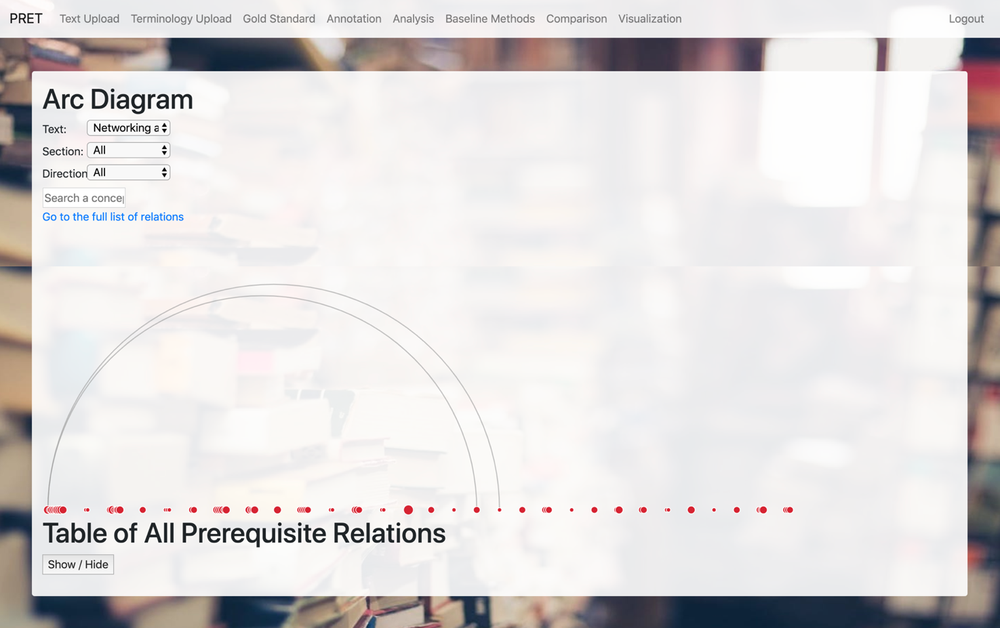 PRET Text Upload Terminology Upload Gold Standard Annotation Analysis Baseline Methods Comparison Visualization Logout
Arc Diagram
Text: Networking a
Section: All
Direction All
Search a concep
Go to the full list of relations
Table of All Prerequisite Relations
Show / Hide